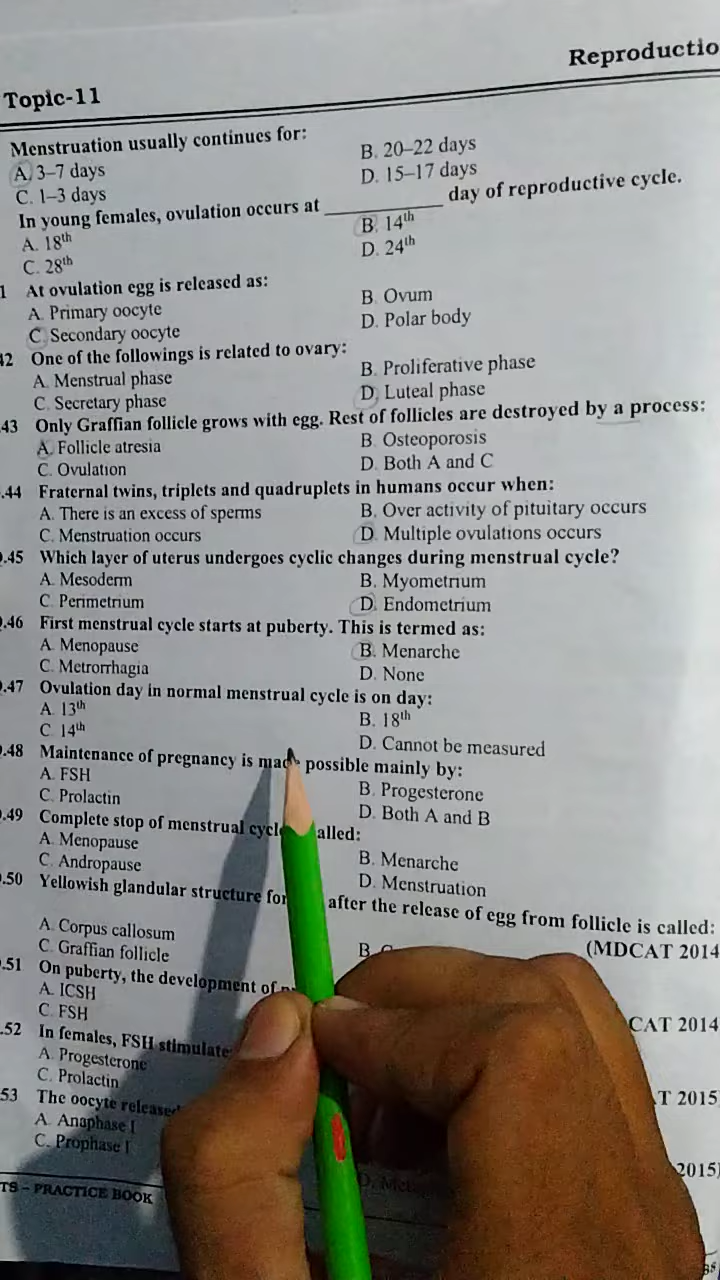 Reproductio
Topic-11
Menstruation usually continues for:
A. 3–7 days
B. 20–22 days
C. 1–3 days
D. 15–17 days
In young females, ovulation occurs at ________ day of reproductive cycle.
A. 18th
B. 14th
C. 28th
D. 24th
1 At ovulation egg is released as:
A. Primary oocyte
B. Ovum
C. Secondary oocyte
D. Polar body
42 One of the followings is related to ovary:
A. Menstrual phase
B. Proliferative phase
C. Secretary phase
D. Luteal phase
.43 Only Graffian follicle grows with egg. Rest of follicles are destroyed by a process:
A. Follicle atresia
B. Osteoporosis
C. Ovulation
D. Both A and C
.44 Fraternal twins, triplets and quadruplets in humans occur when:
A. There is an excess of sperms
B. Over activity of pituitary occurs
C. Menstruation occurs
D. Multiple ovulations occurs
.45 Which layer of uterus undergoes cyclic changes during menstrual cycle?
A. Mesoderm
B. Myometrium
C. Perimetrium
D. Endometrium
.46 First menstrual cycle starts at puberty. This is termed as:
A. Menopause
B. Menarche
C. Metrorrhagia
D. None
.47 Ovulation day in normal menstrual cycle is on day:
A. 13th
B. 18th
C. 14th
D. Cannot be measured
.48 Maintenance of pregnancy is made possible mainly by:
A. FSH
B. Progesterone
C. Prolactin
D. Both A and B
.49 Complete stop of menstrual cycl alled:
A. Menopause
B. Menarche
C. Andropause
D. Menstruation
.50 Yellowish glandular structure for after the release of egg from follicle is called:
(MDCAT 2014
A. Corpus callosum
B. C
C. Graffian follicle
.51 On puberty, the development of
CAT 2014
A. ICSH
C. FSH
.52 In females, FSH stimulate
T 2015
A. Progesterone
C. Prolactin
53 The oocyte released
2015)
A. Anaphase I
C. Prophase I
D. Met
TS – PRACTICE BOOK